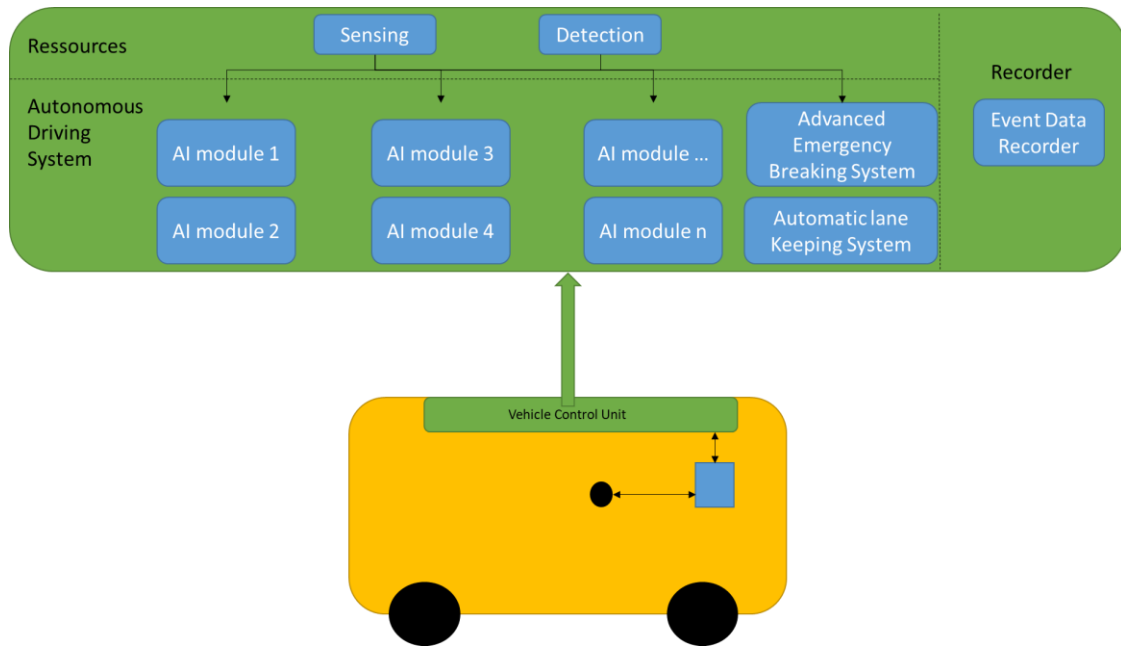 Ressources
Sensing
Detection
Recorder
Autonomous
Driving
System
AI module 1
AI module 3
AI module ...
Advanced
Emergency
Breaking System
Event Data
Recorder
AI module 2
AI module 4
AI module n
Automatic lane
Keeping System
Vehicle Control Unit